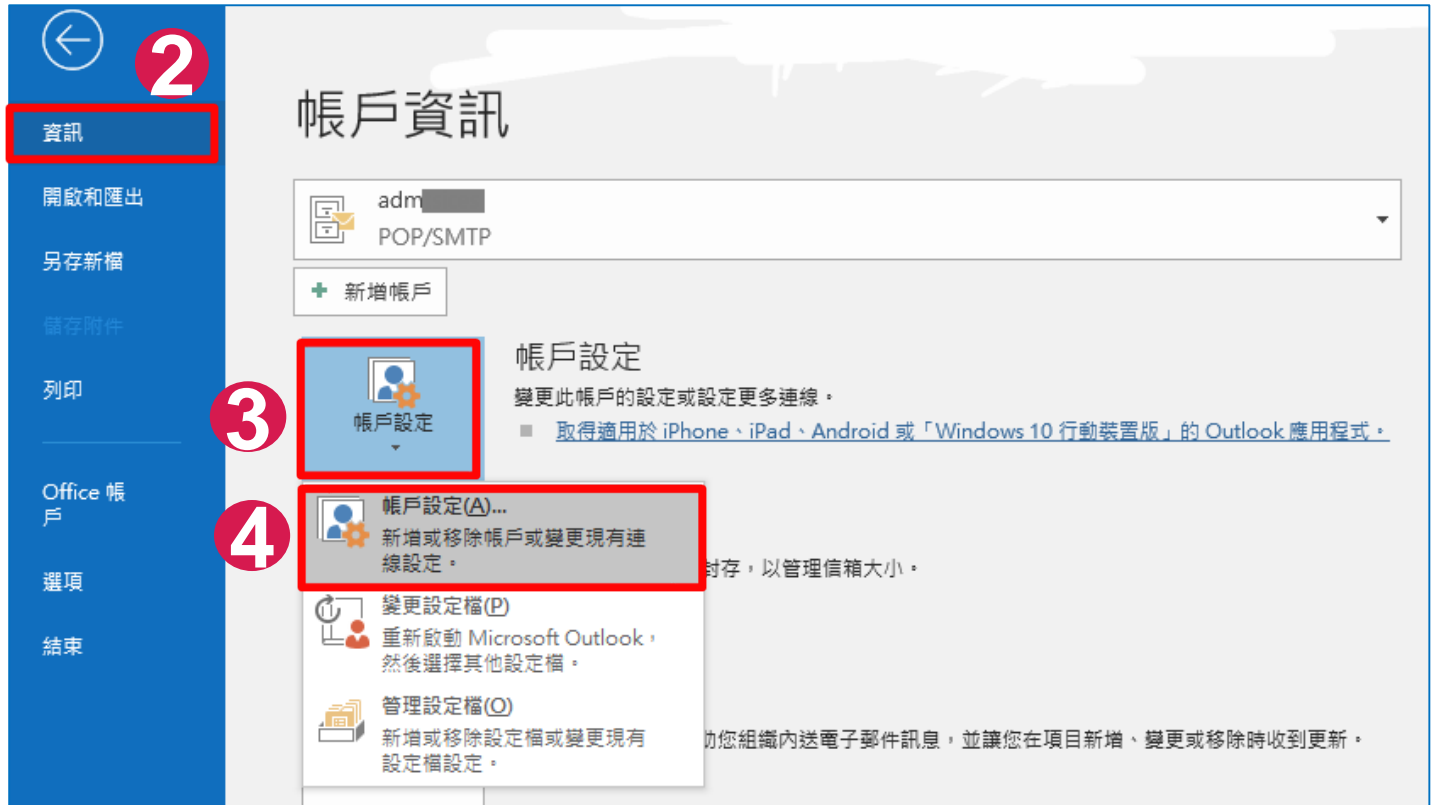 2
資訊
開啟和匯出
另存新檔
儲存附件
列印
Office 帳
戶
選項
結束
帳戶資訊
adm
POP/SMTP
新增帳戶
3
帳戶設定
帳戶設定
變更此帳戶的設定或設定更多連線。
取得適用於 iPhone、iPad、Android 或「Windows 10 行動裝置版」的 Outlook 應用程式。
4
帳戶設定(A)...
新增或移除帳戶或變更現有連
線設定。
封存，以管理信箱大小。
變更設定檔(P)
重新啟動 Microsoft Outlook，
然後選擇其他設定檔。
管理設定檔(O)
新增或移除設定檔或變更現有
設定檔設定。
助您組織內送電子郵件訊息，並讓您在項目新增、變更或移除時收到更新。